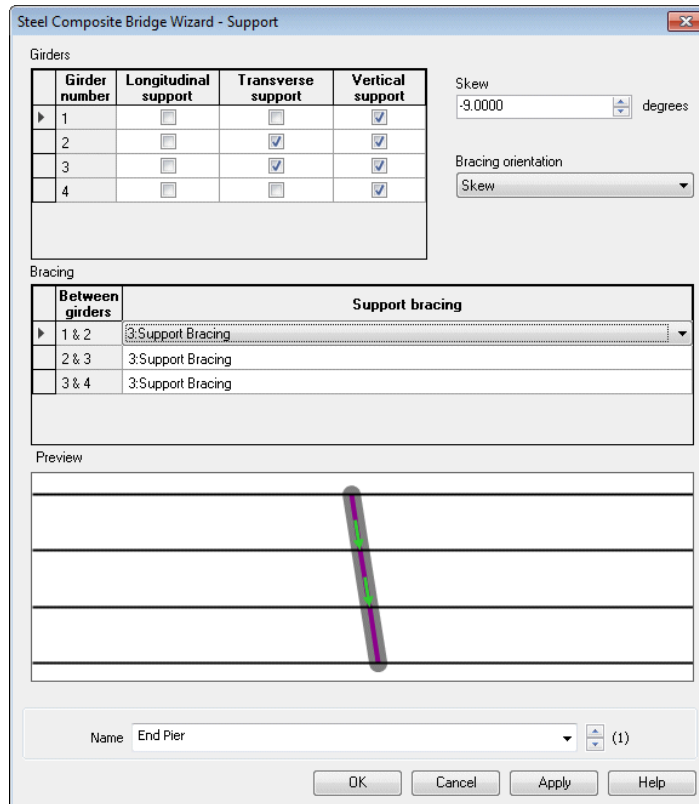 Steel Composite Bridge Wizard - Support
Girders
Girder number Longitudinal support Transverse support Vertical support
1
2
3
4
Skew
-9.0000 degrees
Bracing orientation
Skew
Bracing
Between girders Support bracing
1 & 2 3:Support Bracing
2 & 3 3:Support Bracing
3 & 4 3:Support Bracing
Preview
Name End Pier (1)
OK Cancel Apply Help